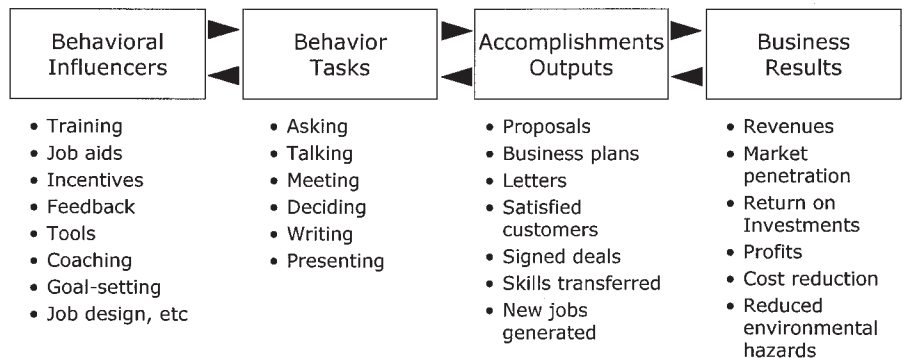 Behavioral
Influencers
Behavior
Tasks
Accomplishments
Outputs
Business
Results
• Training
• Job aids
• Incentives
• Feedback
• Tools
• Coaching
• Goal-setting
• Job design, etc
• Asking
• Talking
• Meeting
• Deciding
• Writing
• Presenting
• Proposals
• Business plans
• Letters
• Satisfied
customers
• Signed deals
• Skills transferred
• New jobs
generated
• Revenues
• Market
penetration
• Return on
Investments
• Profits
• Cost reduction
• Reduced
environmental
hazards